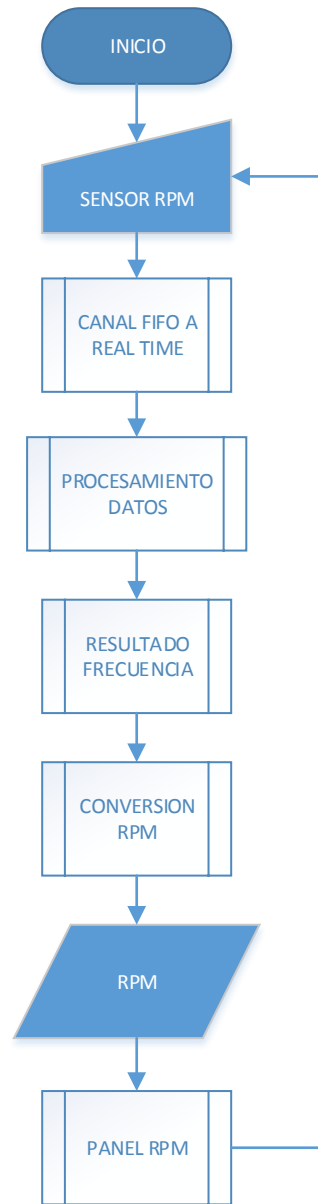 INICIO
SENSOR RPM
CANAL FIFO A
REAL TIME
PROCESAMIENTO
DATOS
RESULTADO
FRECUENCIA
CONVERSION
RPM
RPM
PANEL RPM